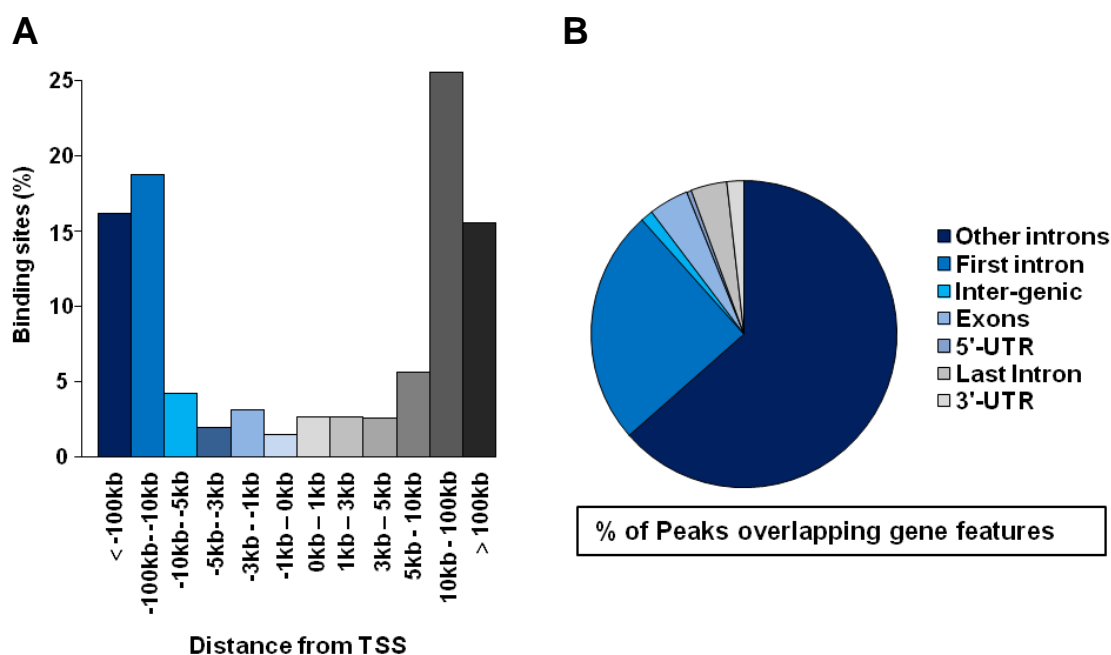 A
B
25
20
15
10
5
0
Binding sites (%)
< -100kb
-100kb--10kb
-10kb--5kb
-5kb--3kb
-3kb--1kb
-1kb–0kb
0kb–1kb
1kb–3kb
3kb–5kb
5kb-10kb
10kb-100kb
> 100kb
Distance from TSS
Other introns
First intron
Inter-genic
Exons
5'-UTR
Last Intron
3'-UTR
% of Peaks overlapping gene features